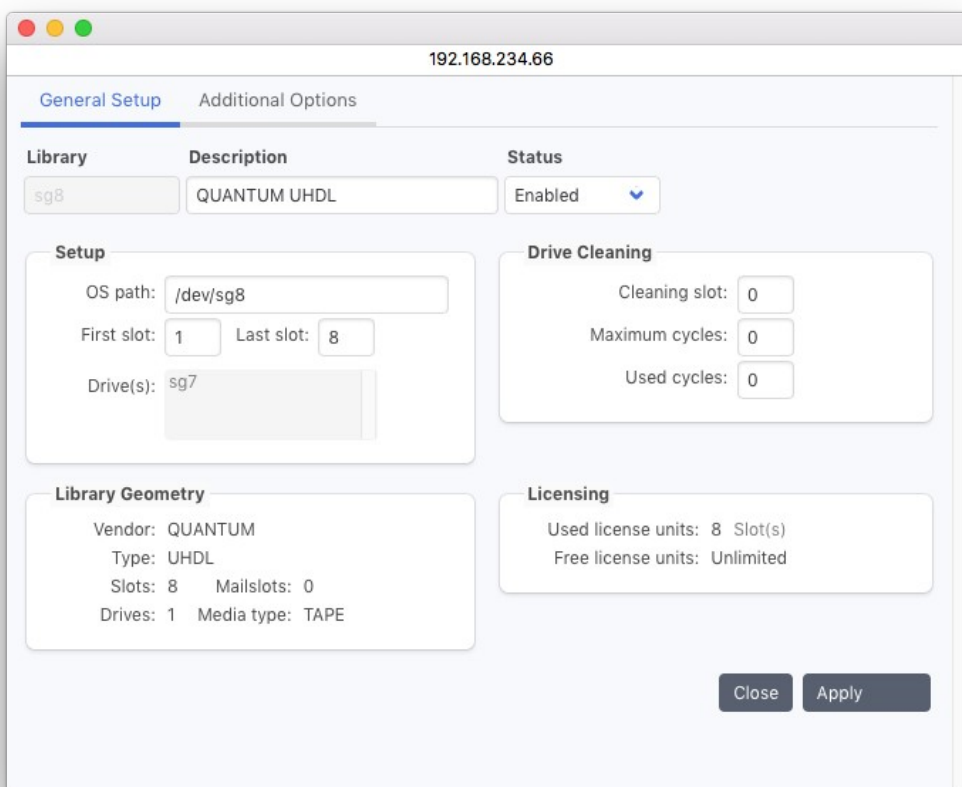 192.168.234.66
General Setup Additional Options
Library Description Status
sg8 QUANTUM UHDL Enabled
Setup
OS path: /dev/sg8
First slot: 1 Last slot: 8
Drive(s): sg7
Drive Cleaning
Cleaning slot: 0
Maximum cycles: 0
Used cycles: 0
Library Geometry
Vendor: QUANTUM
Type: UHDL
Slots: 8 Mailslots: 0
Drives: 1 Media type: TAPE
Licensing
Used license units: 8 Slot(s)
Free license units: Unlimited
Close Apply